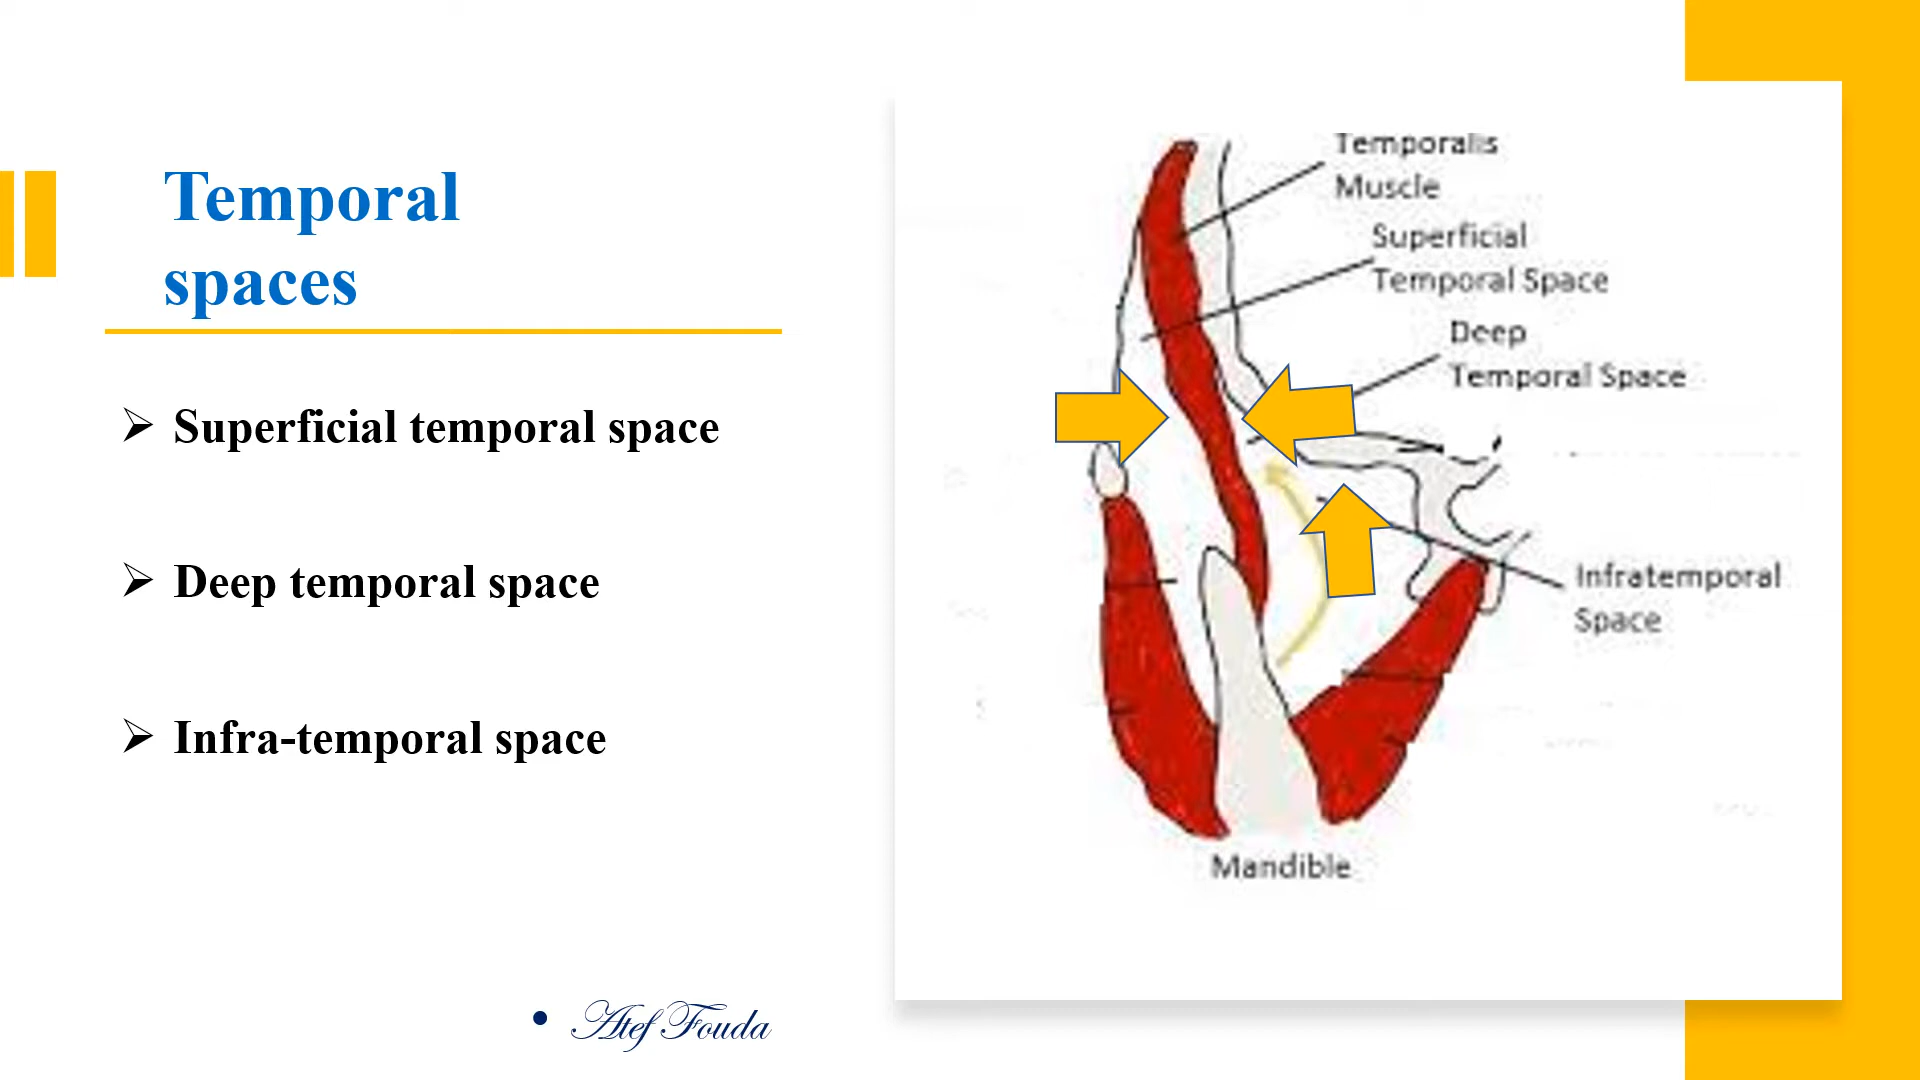 Temporal
spaces
Superficial temporal space
Deep temporal space
Infra-temporal space
Atef Fouda
Temporalis
Muscle
Superficial
Temporal Space
Deep
Temporal Space
Infratemporal
Space
Mandible